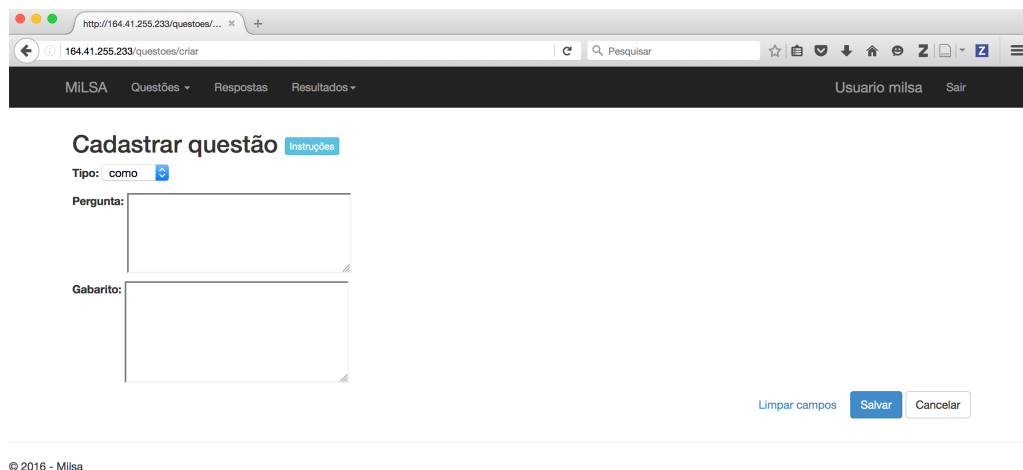 http://164.41.255.233/questoes/... × +
164.41.255.233/questoes/criar Pesquisar
MiLSA Questões Respostas Resultados Usuario milsa Sair
Cadastrar questão Instruções
Tipo: como
Pergunta:
Gabarito:
Limpar campos Salvar Cancelar
© 2016 - Milsa